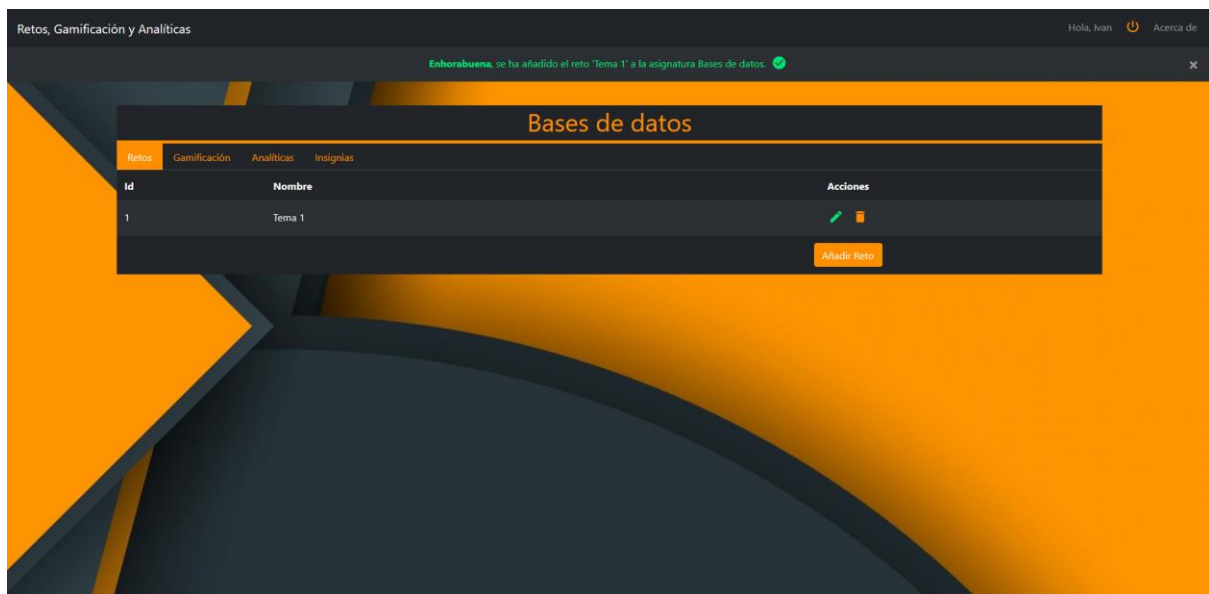 Retos, Gamificación y Analíticas
Hola, Ivan
Acerca de
Enhorabuena, se ha añadido el reto 'Tema 1' a la asignatura Bases de datos.
×
Bases de datos
Retos Gamificación Analíticas Insignias
Id Nombre Acciones
1 Tema 1
Añadir Reto